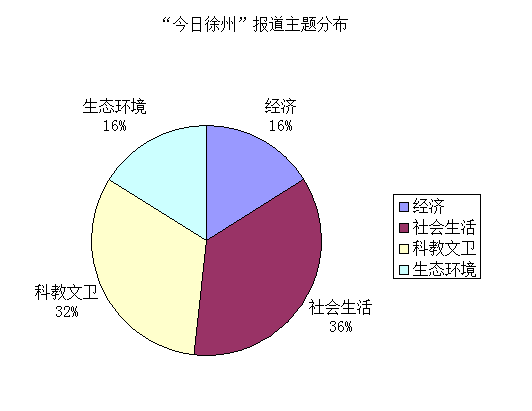 “今日徐州”报道主题分布
生态环境
16%
经济
16%
经济
社会生活
科教文卫
生态环境
科教文卫
32%
社会生活
36%